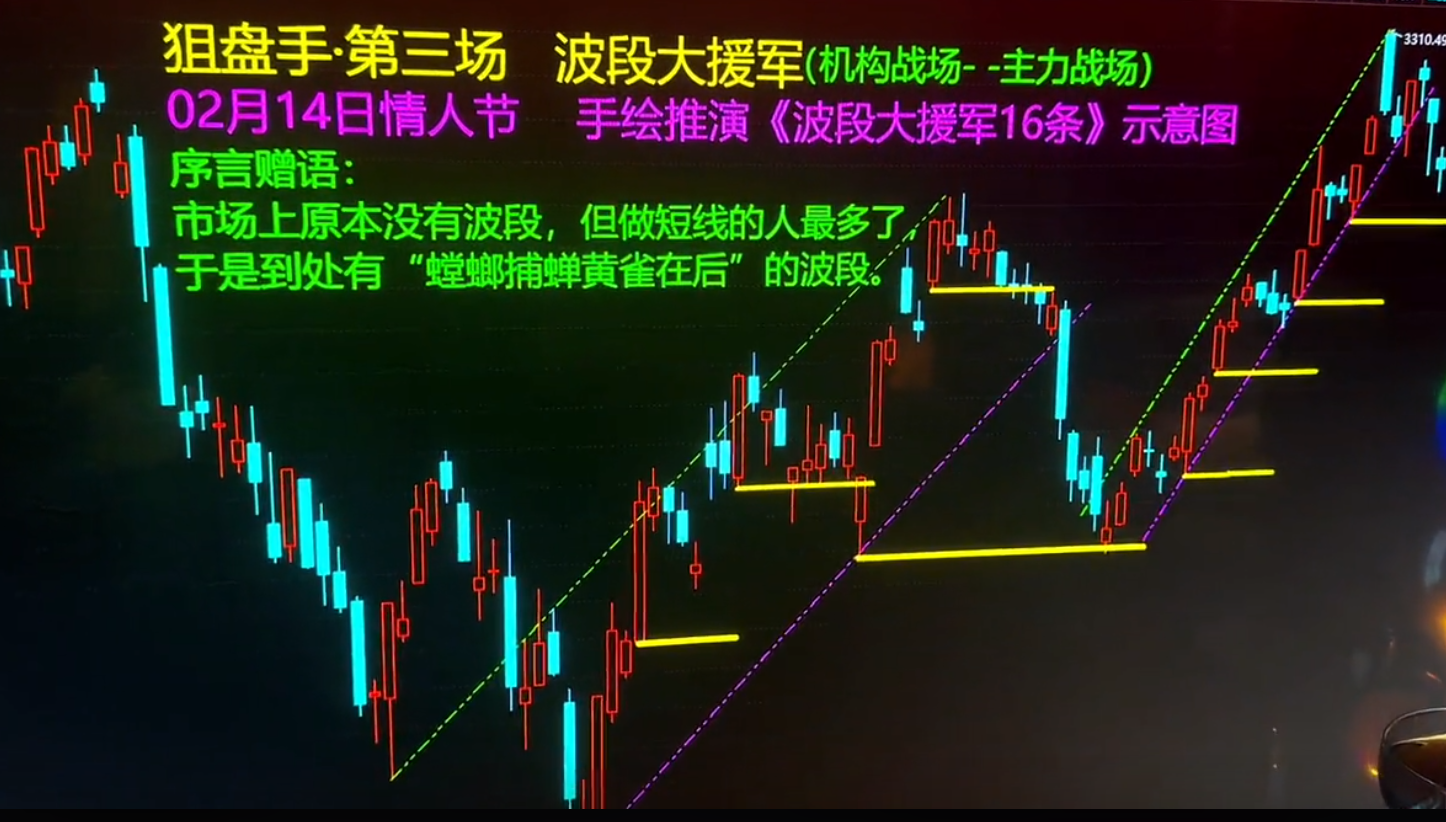 狙盘手·第三场 波段大援军(机构战场- -主力战场)
02月14日情人节 手绘推演《波段大援军16条》示意图
序言赠语：
市场上原本没有波段，但做短线的人最多了，
于是到处有“螳螂捕蝉黄雀在后”的波段。
3310.49